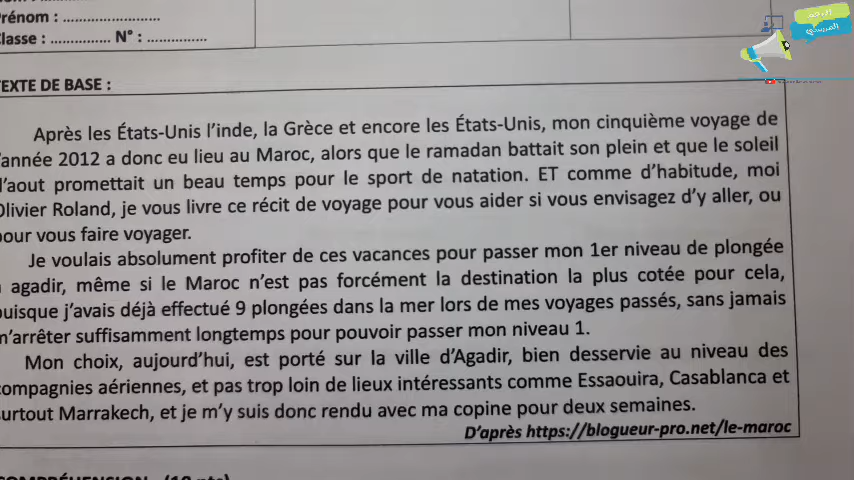 Prénom : ........................
Classe : ............... N° : ...............
الدعم
المدرسي
TEXTE DE BASE :
Après les États-Unis l'inde, la Grèce et encore les États-Unis, mon cinquième voyage de
'année 2012 a donc eu lieu au Maroc, alors que le ramadan battait son plein et que le soleil
d'aout promettait un beau temps pour le sport de natation. ET comme d'habitude, moi
Olivier Roland, je vous livre ce récit de voyage pour vous aider si vous envisagez d'y aller, ou
pour vous faire voyager.
Je voulais absolument profiter de ces vacances pour passer mon 1er niveau de plongée
agadir, même si le Maroc n'est pas forcément la destination la plus cotée pour cela,
puisque j'avais déjà effectué 9 plongées dans la mer lors de mes voyages passés, sans jamais
m'arrêter suffisamment longtemps pour pouvoir passer mon niveau 1.
Mon choix, aujourd'hui, est porté sur la ville d'Agadir, bien desservie au niveau des
compagnies aériennes, et pas trop loin de lieux intéressants comme Essaouira, Casablanca et
surtout Marrakech, et je m'y suis donc rendu avec ma copine pour deux semaines.
D'après https://blogueur-pro.net/le-maroc
COMPRÉHENSION (10 pts)